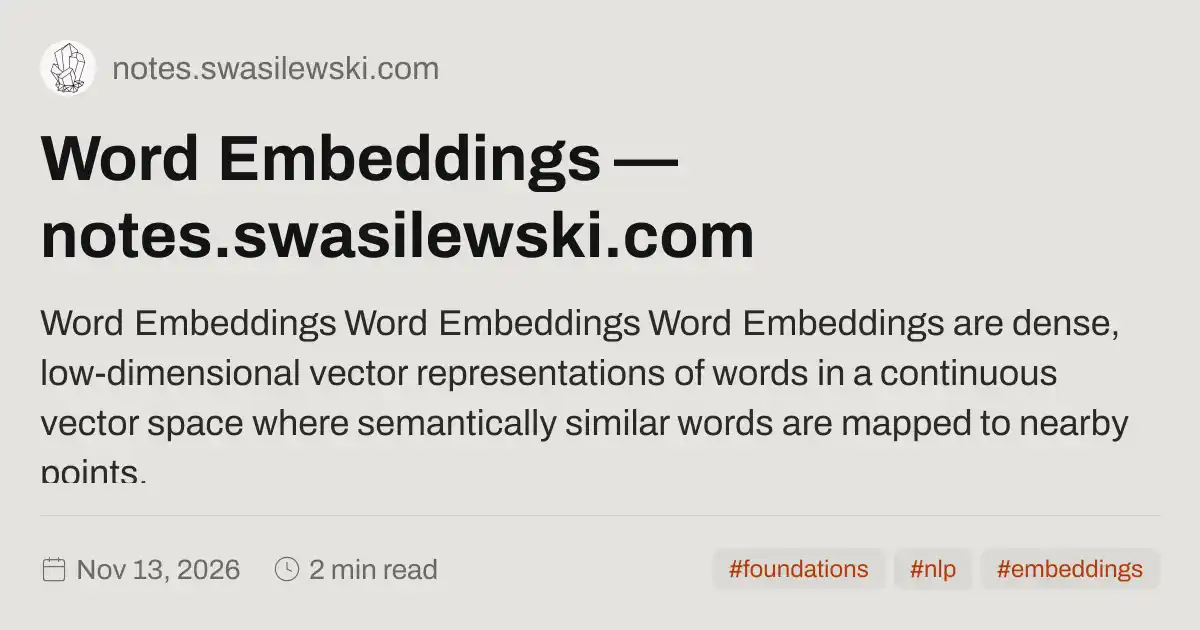 notes.swasilewski.com
Word Embeddings —
notes.swasilewski.com
Word Embeddings Word Embeddings Word Embeddings are dense,
low-dimensional vector representations of words in a continuous
vector space where semantically similar words are mapped to nearby
points.
Nov 13, 2026 2 min read #foundations #nlp #embeddings